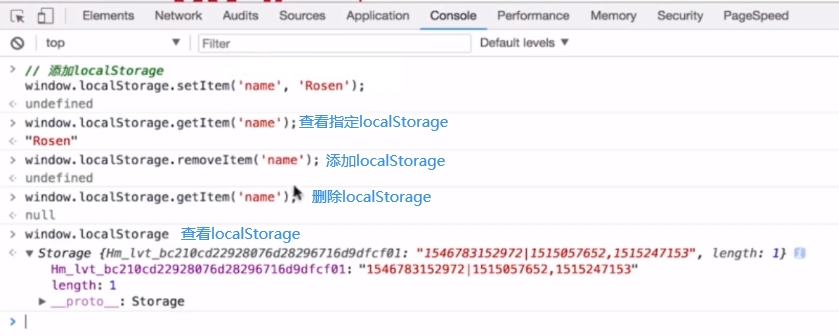 Elements Network Audits Sources Application Console Performance Memory Security PageSpeed
top Filter Default levels
// 添加localStorage
window.localStorage.setItem('name', 'Rosen');
undefined
window.localStorage.getItem('name'); 查看指定localStorage
"Rosen"
window.localStorage.removeItem('name'); 添加localStorage
undefined
window.localStorage.getItem('name'); 删除localStorage
null
window.localStorage 查看localStorage
Storage {Hm_lvt_bc210cd22928076d28296716d9dfcf01: "1546783152972|1515057652,1515247153", length: 1}
Hm_lvt_bc210cd22928076d28296716d9dfcf01: "1546783152972|1515057652,1515247153"
length: 1
__proto__: Storage